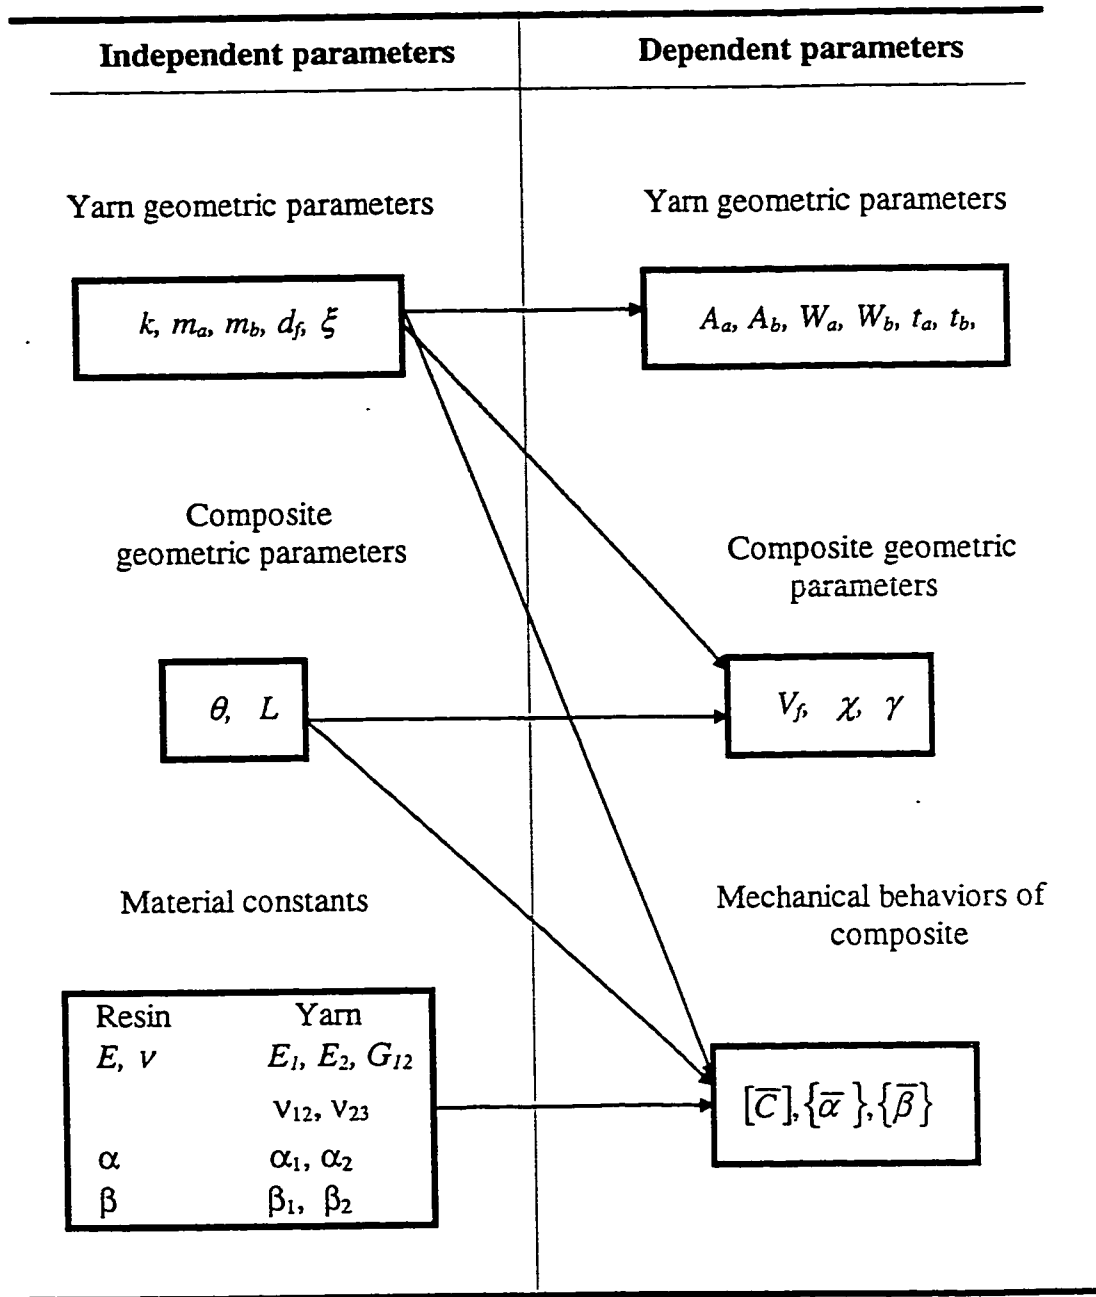 Independent parameters
Dependent parameters
Yarn geometric parameters
Yarn geometric parameters
k, mₐ, m_b, d_f, ξ
Aₐ, A_b, Wₐ, W_b, tₐ, t_b,
Composite
geometric parameters
Composite geometric
parameters
θ, L
V_f, χ, γ
Material constants
Mechanical behaviors of
composite
Resin Yarn
E, ν E₁, E₂, G₁₂
ν₁₂, ν₂₃
α α₁, α₂
β β₁, β₂
[C̅],{α̅},{β̅}